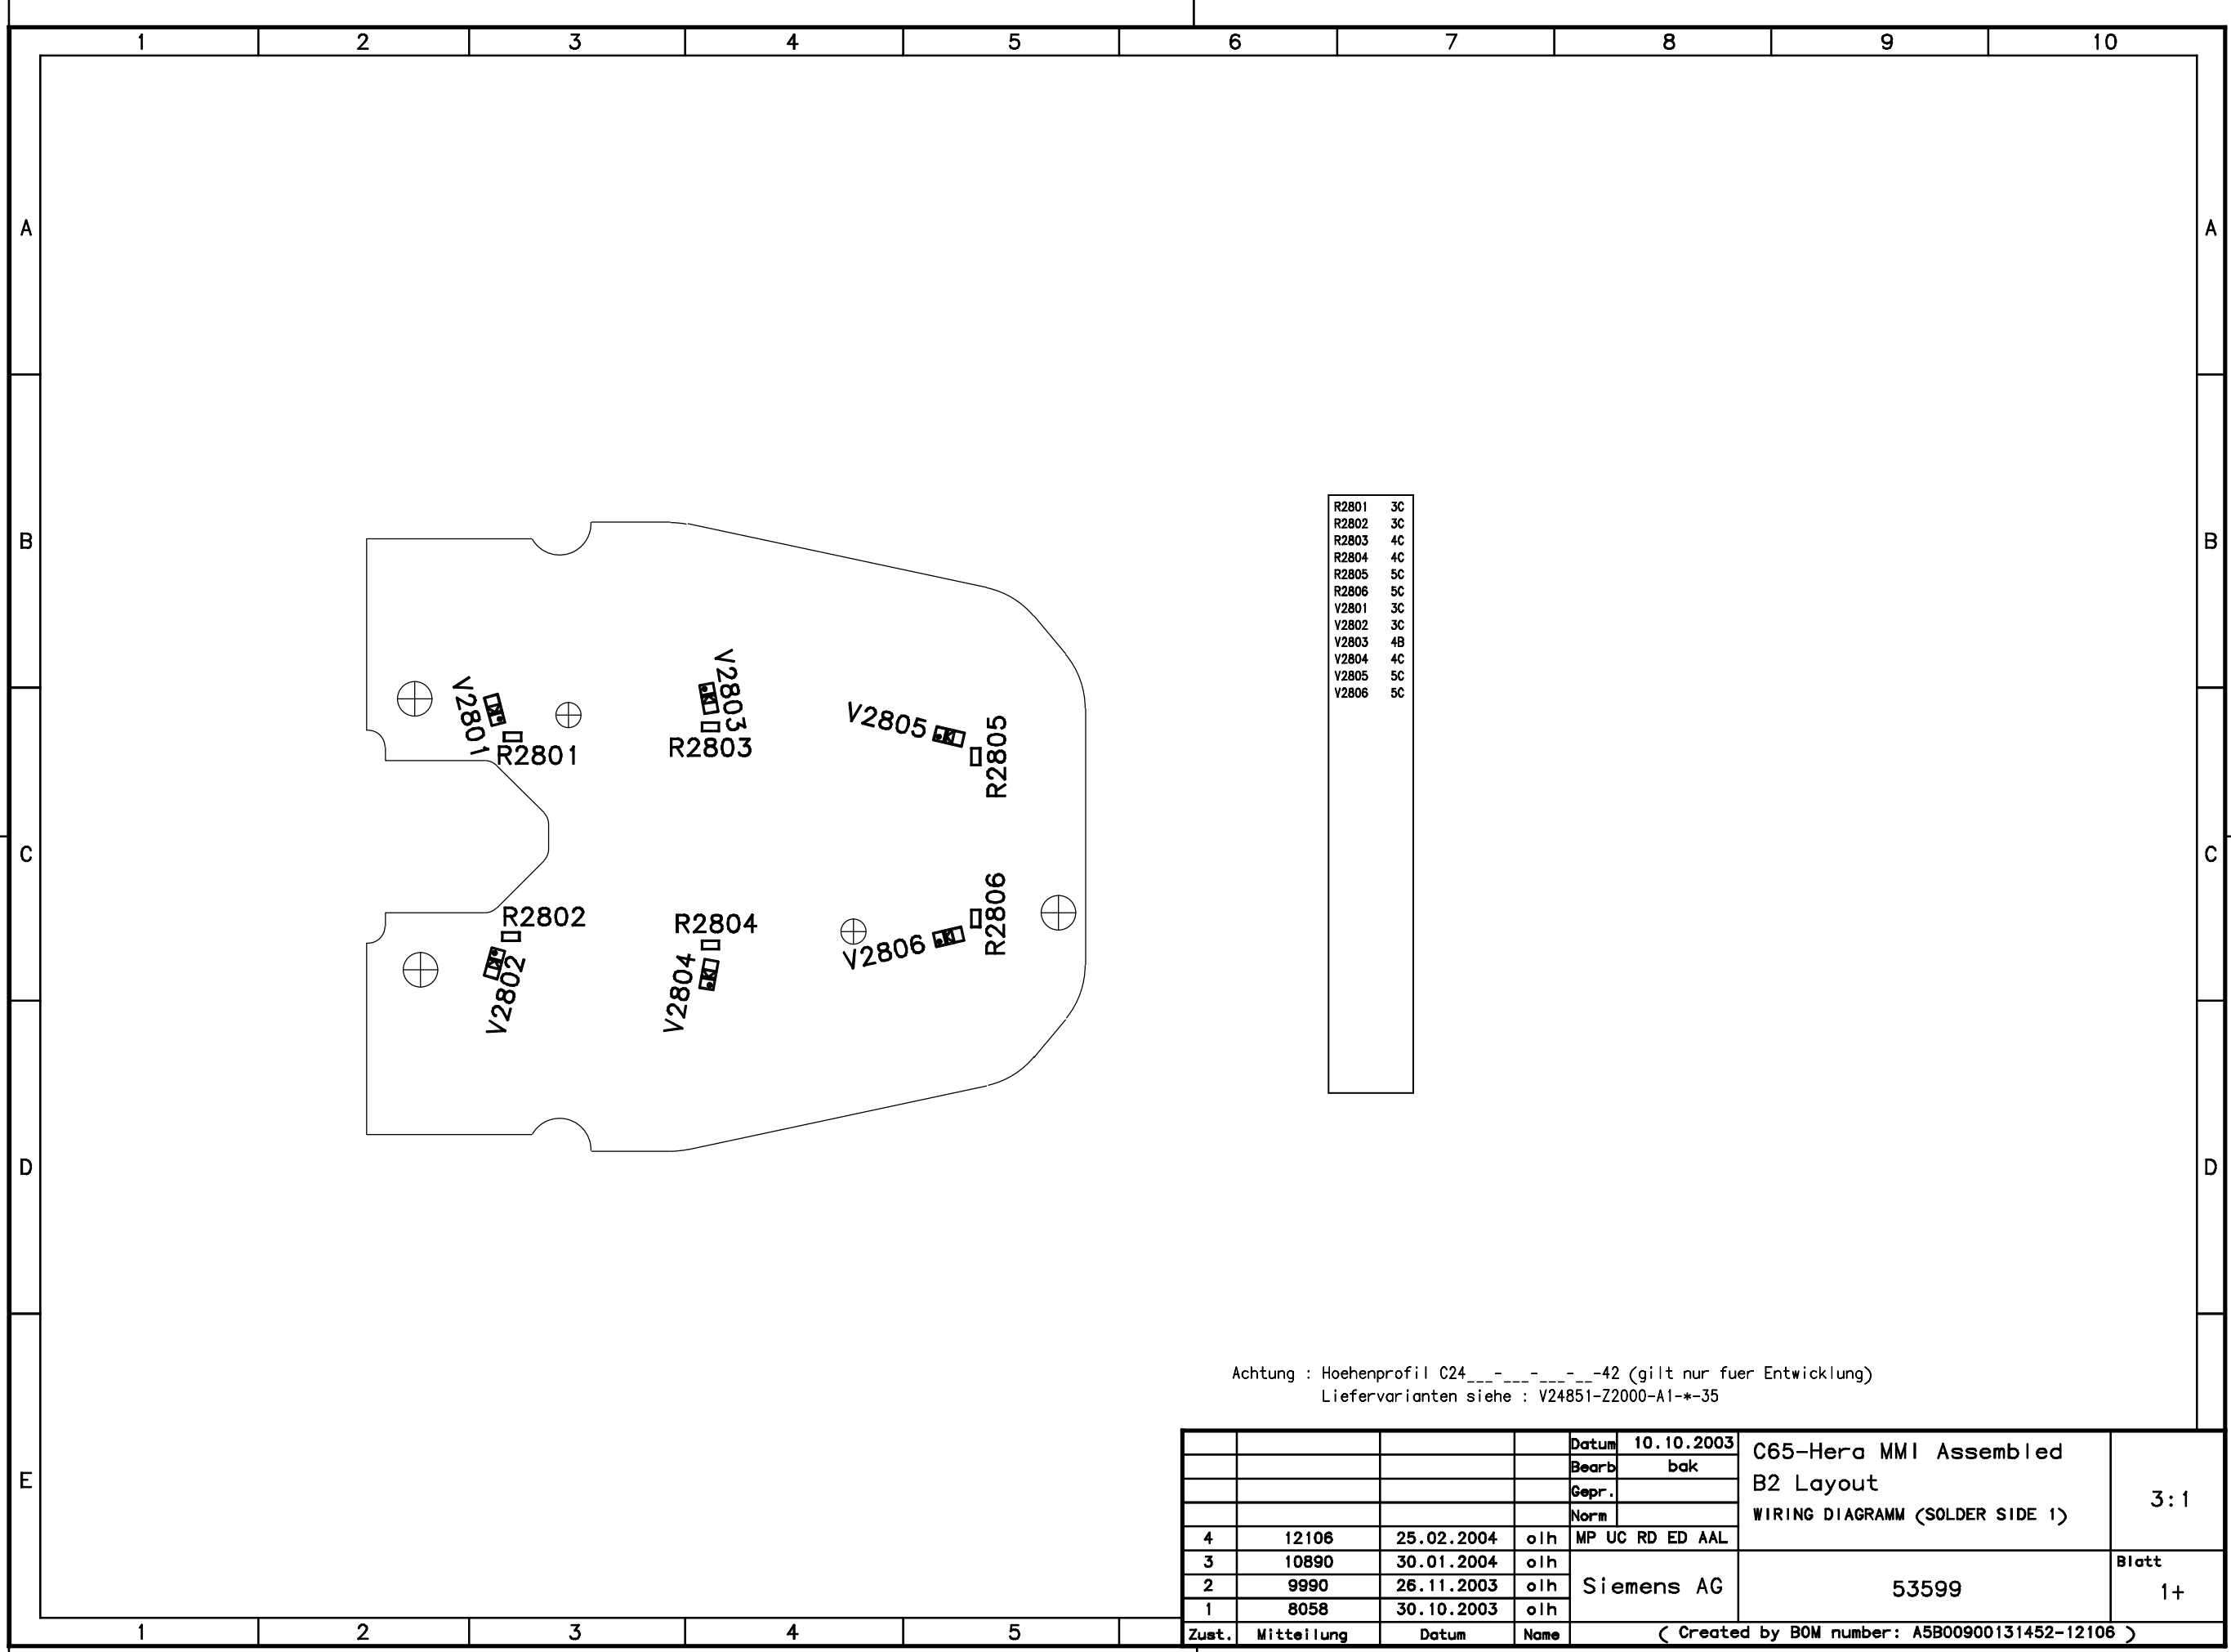 1 2 3 4 5 6 7 8 9 10
A A
B B
C C
D D
E
V2801
R2801
V2803
R2803
V2805
R2805
R2802
V2802
R2804
V2804
R2806
V2806
R2801 3C
R2802 3C
R2803 4C
R2804 4C
R2805 5C
R2806 5C
V2801 3C
V2802 3C
V2803 4B
V2804 4C
V2805 5C
V2806 5C
Achtung : Hoehenprofil C24___-___-___-__-42 (gilt nur fuer Entwicklung)
Liefervarianten siehe : V24851-Z2000-A1-*-35
Datum 10.10.2003
Bearb bak
Gepr.
Norm
C65-Hera MMI Assembled
B2 Layout
WIRING DIAGRAMM (SOLDER SIDE 1)
3:1
4 12106 25.02.2004 olh MP UC RD ED AAL
3 10890 30.01.2004 olh
2 9990 26.11.2003 olh
1 8058 30.10.2003 olh
Siemens AG
53599
Blatt
1+
Zust. Mitteilung Datum Name
( Created by BOM number: A5B00900131452-12106 )
1 2 3 4 5